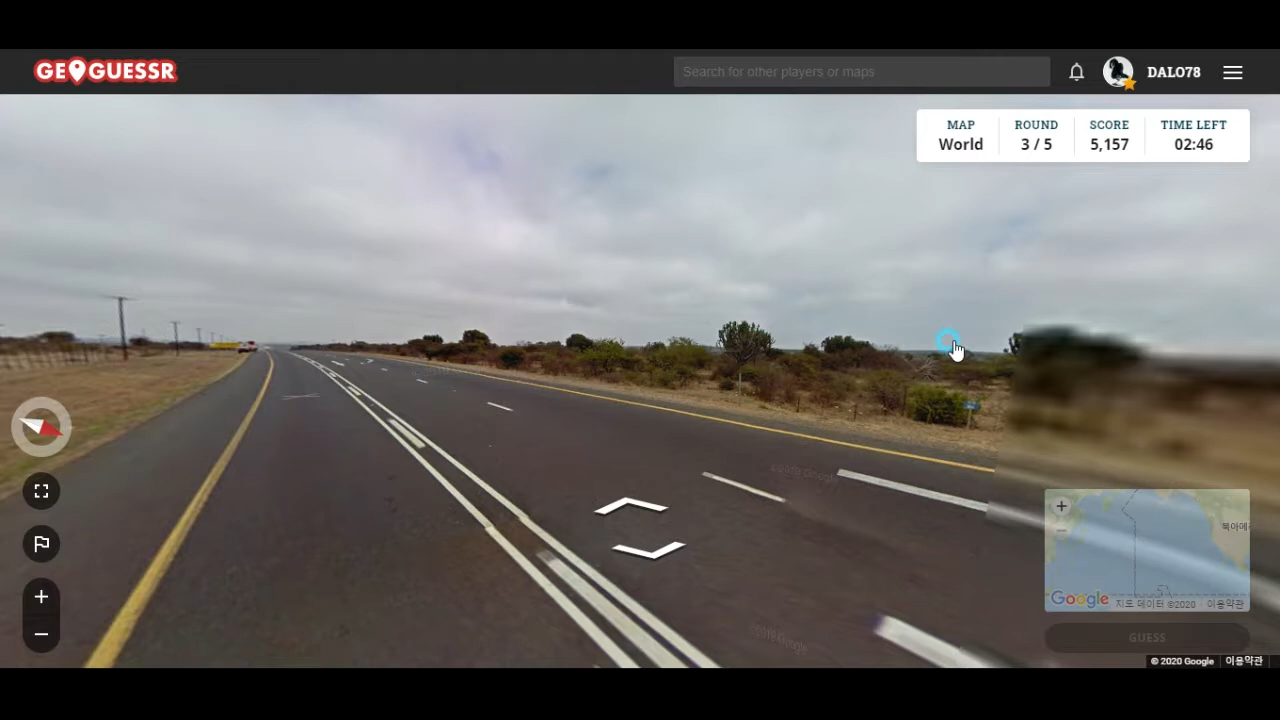 GEOGUESSR
Search for other players or maps
DALO78
MAP
World
ROUND
3 / 5
SCORE
5,157
TIME LEFT
02:46
©2018 Google
Google
지도 데이터 ©2020
이용약관
GUESS
© 2020 Google
이용약관